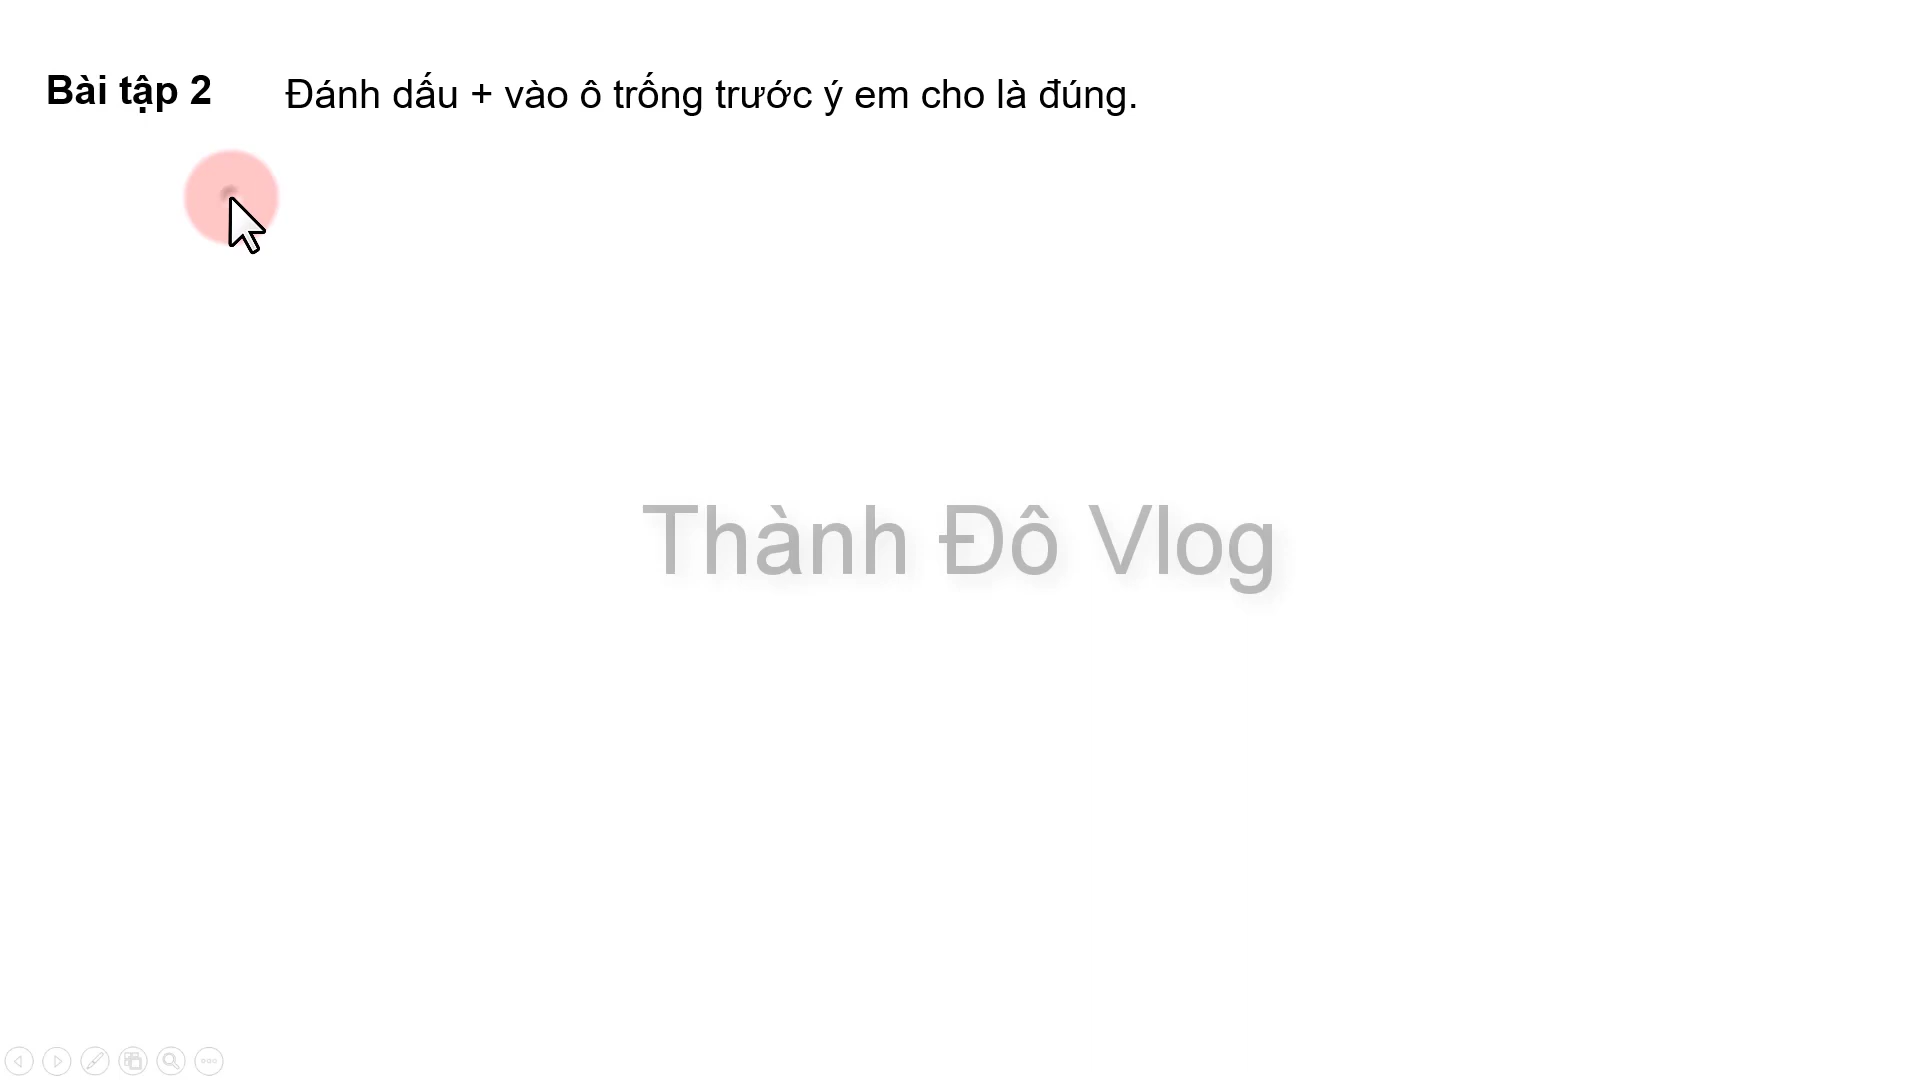 Bài tập 2 Đánh dấu + vào ô trống trước ý em cho là đúng.
Thành Đô Vlog